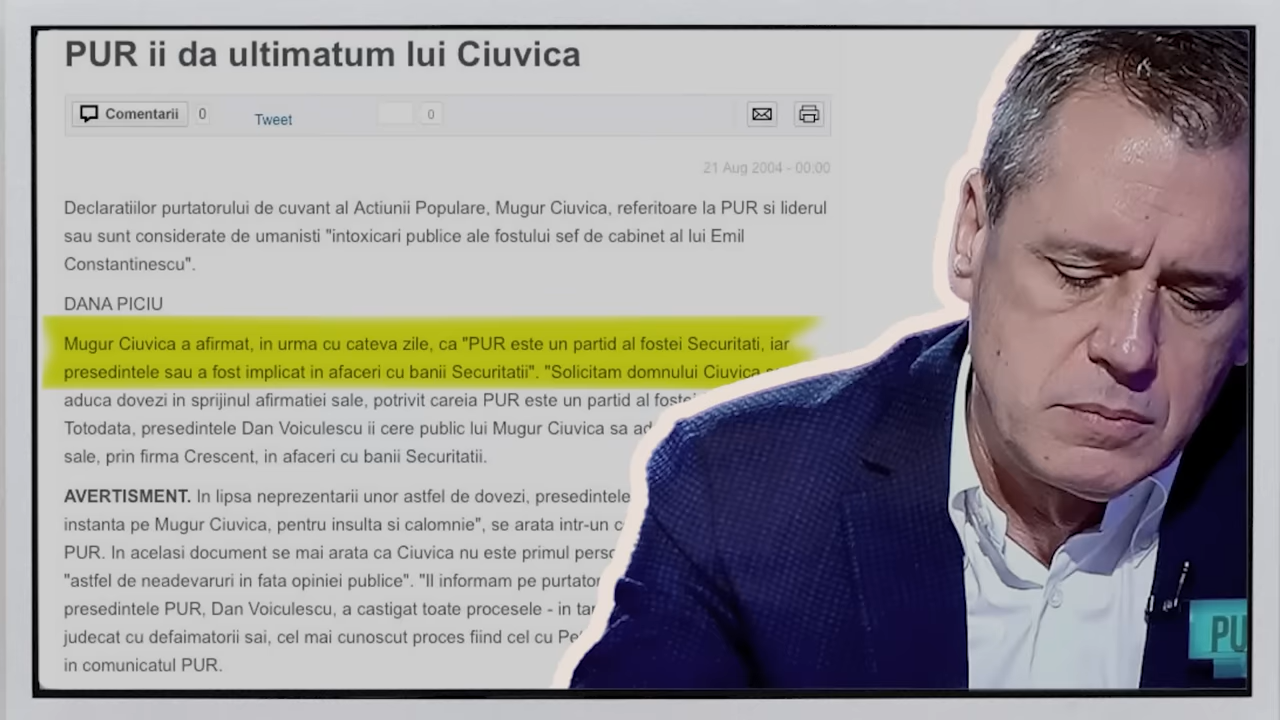 PUR ii da ultimatum lui Ciuvica
Comentarii 0 Tweet 0
21 Aug 2004 - 00:00
Declaratiilor purtatorului de cuvant al Actiunii Populare, Mugur Ciuvica, referitoare la PUR si liderul
sau sunt considerate de umanisti "intoxicari publice ale fostului sef de cabinet al lui Emil
Constantinescu".
DANA PICIU
Mugur Ciuvica a afirmat, in urma cu cateva zile, ca "PUR este un partid al fostei Securitati, iar
presedintele sau a fost implicat in afaceri cu banii Securitatii". "Solicitam domnului Ciuvica
aduca dovezi in sprijinul afirmatiei sale, potrivit careia PUR este un partid al fostei
Totodata, presedintele Dan Voiculescu ii cere public lui Mugur Ciuvica sa
sale, prin firma Crescent, in afaceri cu banii Securitatii.
AVERTISMENT. In lipsa neprezentarii unor astfel de dovezi, presedintele
instanta pe Mugur Ciuvica, pentru insulta si calomnie", se arata intr-un
PUR. In acelasi document se mai arata ca Ciuvica nu este primul
"astfel de neadevaruri in fata opiniei publice". "Il informam pe
presedintele PUR, Dan Voiculescu, a castigat toate procesele - in
judecat cu defaimatorii sai, cel mai cunoscut proces fiind cel cu
in comunicatul PUR.
PU